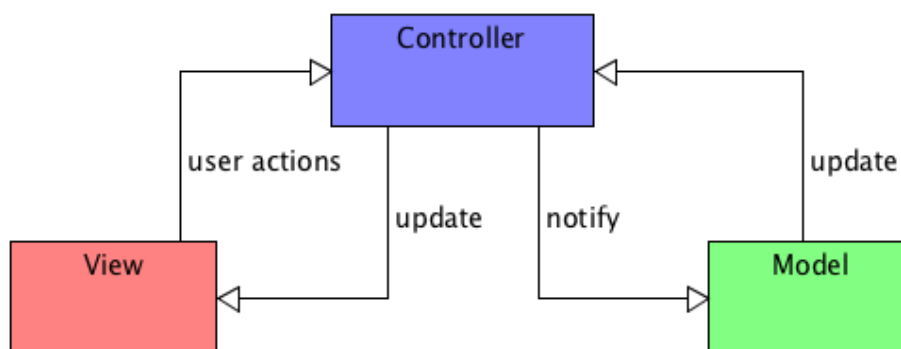 Controller
user actions
update
update
notify
View
Model